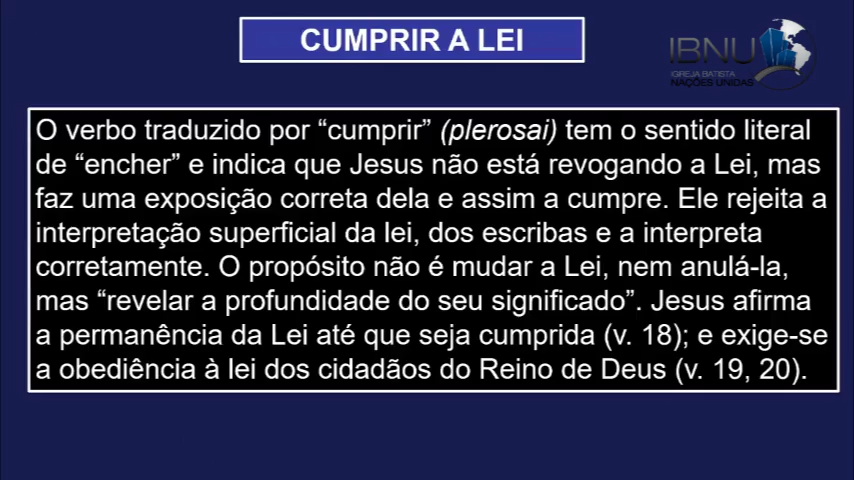 CUMPRIR A LEI
IBNU
IGREJA BATISTA
NAÇÕES UNIDAS
O verbo traduzido por “cumprir” (plerosai) tem o sentido literal
de “encher” e indica que Jesus não está revogando a Lei, mas
faz uma exposição correta dela e assim a cumpre. Ele rejeita a
interpretação superficial da lei, dos escribas e a interpreta
corretamente. O propósito não é mudar a Lei, nem anulá-la,
mas “revelar a profundidade do seu significado”. Jesus afirma
a permanência da Lei até que seja cumprida (v. 18); e exige-se
a obediência à lei dos cidadãos do Reino de Deus (v. 19, 20).